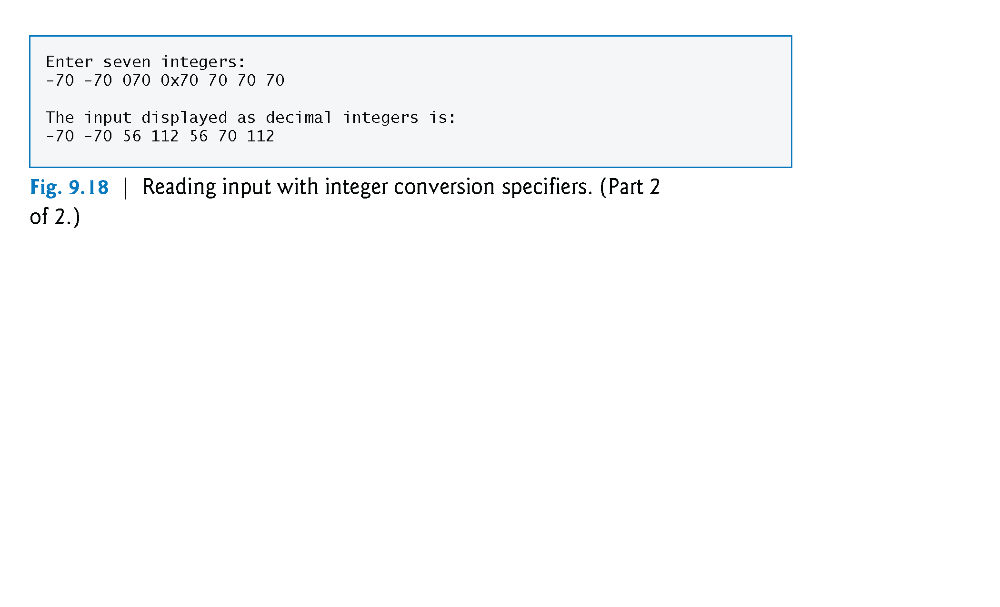 Enter seven integers:
-70 -70 070 0x70 70 70 70
The input displayed as decimal integers is:
-70 -70 56 112 56 70 112
Fig. 9.18 | Reading input with integer conversion specifiers. (Part 2
of 2.)